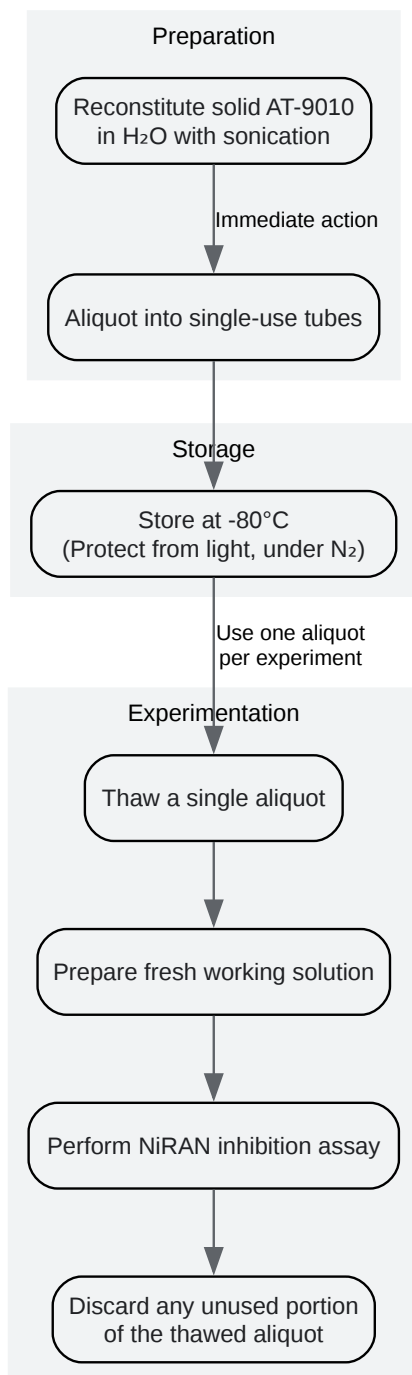 Preparation
Reconstitute solid AT-9010
in H₂O with sonication
Immediate action
Aliquot into single-use tubes
Storage
Store at -80°C
(Protect from light, under N₂)
Use one aliquot
per experiment
Experimentation
Thaw a single aliquot
Prepare fresh working solution
Perform NiRAN inhibition assay
Discard any unused portion
of the thawed aliquot